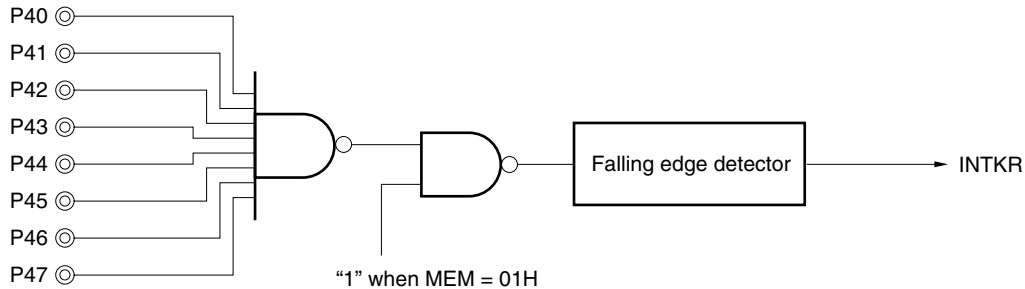 P40
P41
P42
P43
P44
P45
P46
P47
Falling edge detector
INTKR
“1” when MEM = 01H